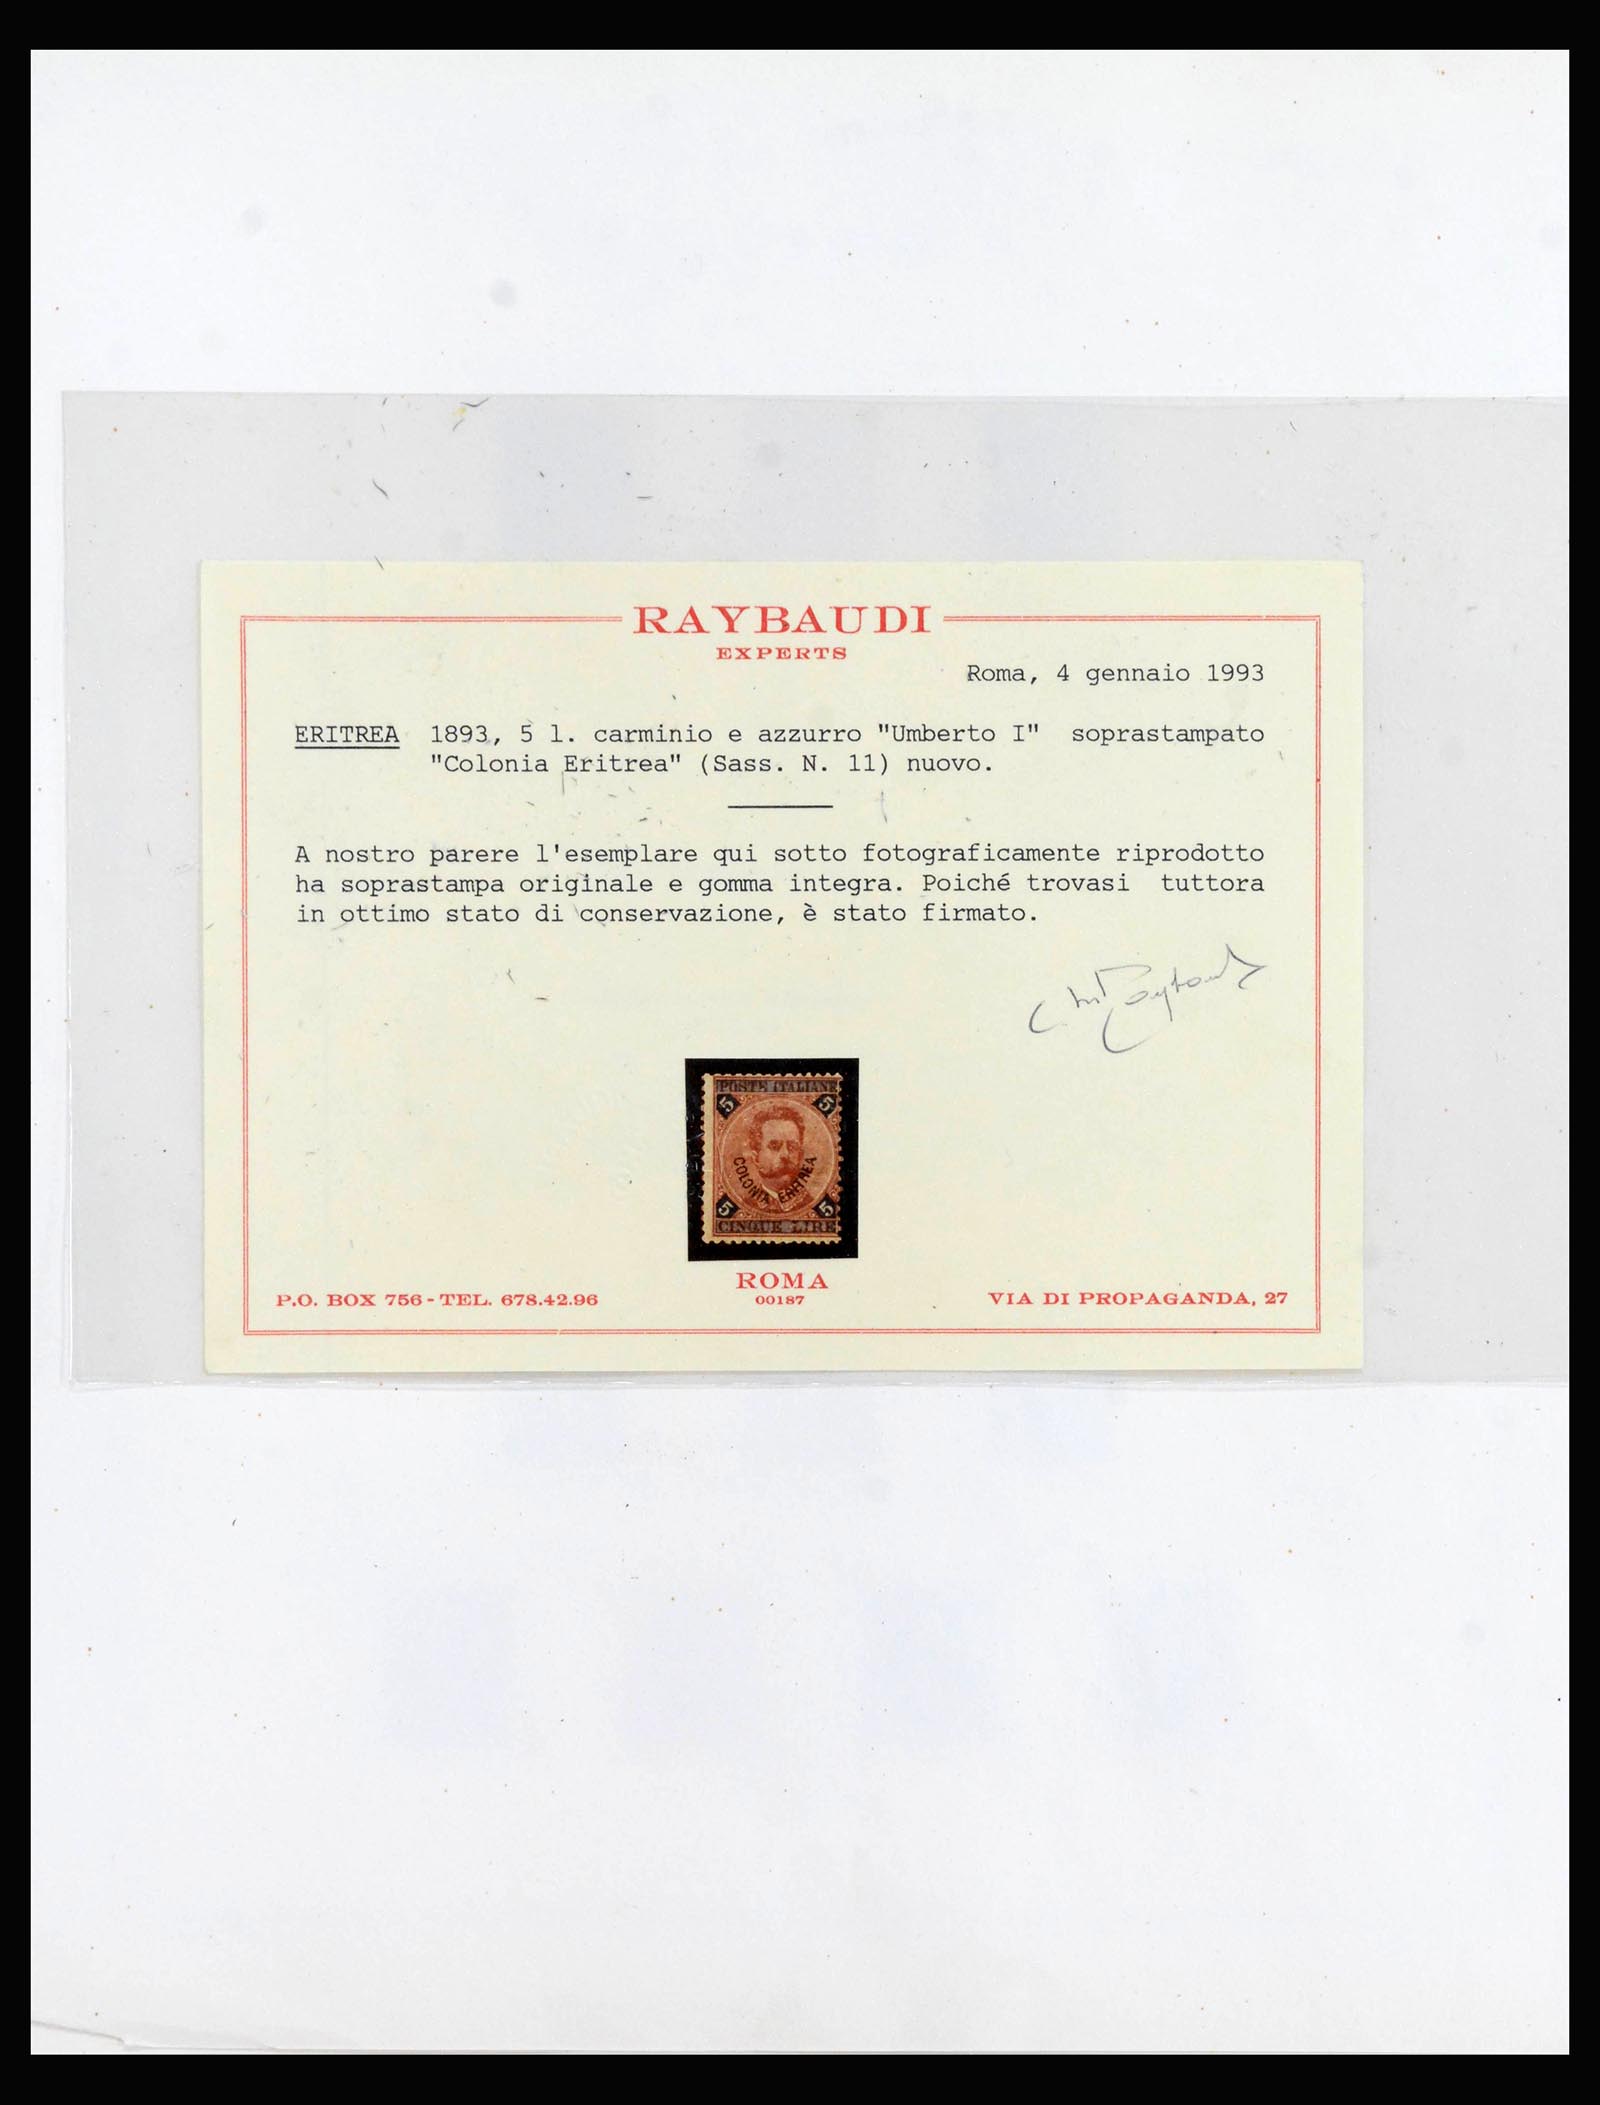 RAYBAUDI
EXPERTS
Roma, 4 gennaio 1993
ERITREA 1893, 5 l. carminio e azzurro "Umberto I" soprastampato
"Colonia Eritrea" (Sass. N. 11) nuovo.
A nostro parere l'esemplare qui sotto fotograficamente riprodotto
ha soprastampa originale e gomma integra. Poiché trovasi tuttora
in ottimo stato di conservazione, è stato firmato.
POSTE ITALIANE
5 5
COLONIA ERITREA
5 5
CINQUE LIRE
ROMA
00187
P.O. BOX 756 - TEL. 678.42.96
VIA DI PROPAGANDA, 27